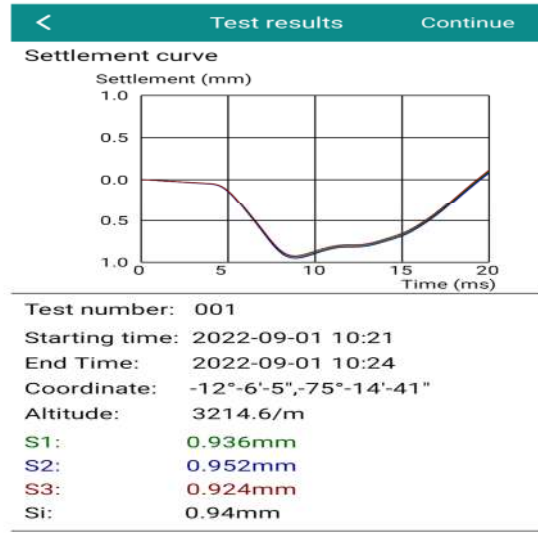 < Test results Continue
Settlement curve
Settlement (mm)
1.0
0.5
0.0
0.5
1.0
0 5 10 15 20
Time (ms)
Test number: 001
Starting time: 2022-09-01 10:21
End Time: 2022-09-01 10:24
Coordinate: -12°-6'-5",-75°-14'-41"
Altitude: 3214.6/m
S1: 0.936mm
S2: 0.952mm
S3: 0.924mm
Si: 0.94mm